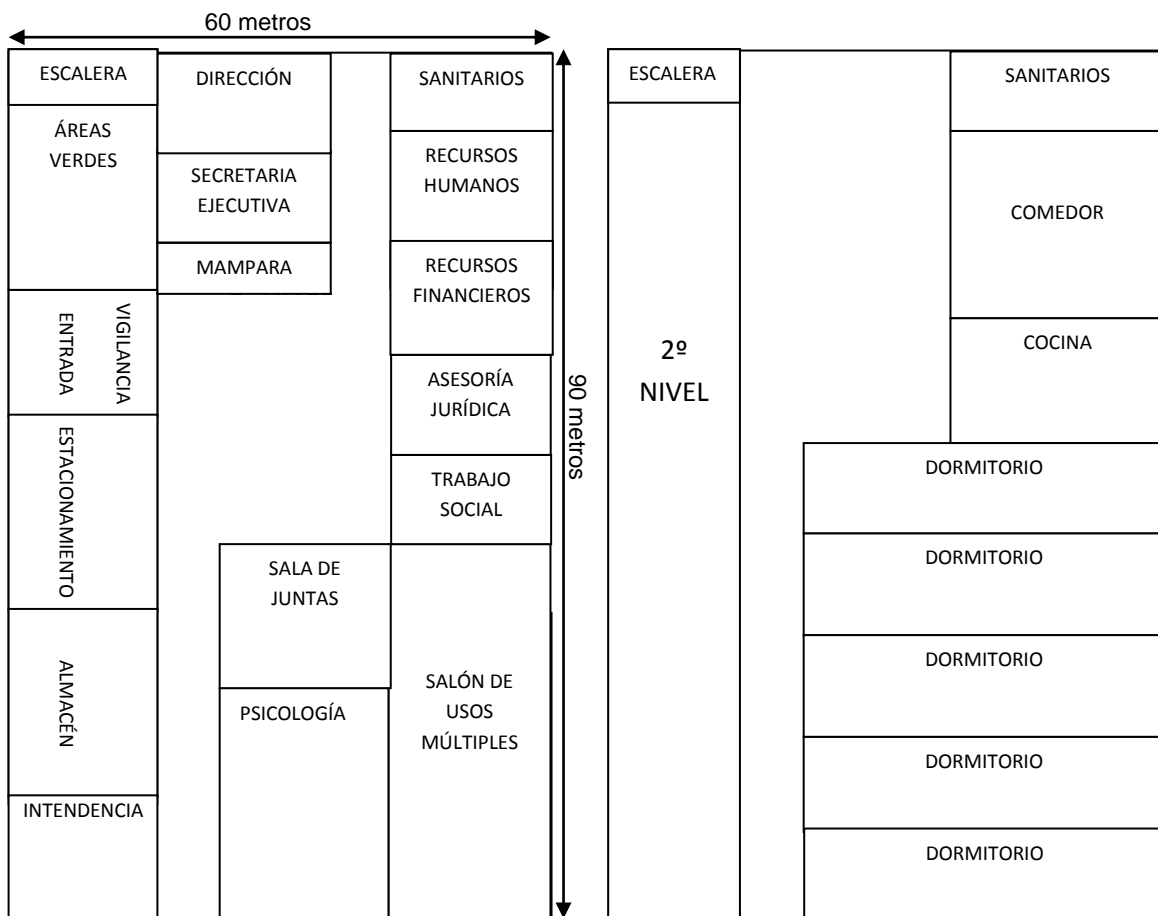 60 metros
ESCALERA
DIRECCIÓN
SANITARIOS
ÁREAS
VERDES
SECRETARIA
EJECUTIVA
RECURSOS
HUMANOS
MAMPARA
RECURSOS
FINANCIEROS
VIGILANCIA
ENTRADA
ASESORÍA
JURÍDICA
90 metros
ESTACIONAMIENTO
TRABAJO
SOCIAL
SALA DE
JUNTAS
ALMACÉN
SALÓN DE
USOS
MÚLTIPLES
PSICOLOGÍA
INTENDENCIA
ESCALERA
SANITARIOS
COMEDOR
2º
NIVEL
COCINA
DORMITORIO
DORMITORIO
DORMITORIO
DORMITORIO
DORMITORIO